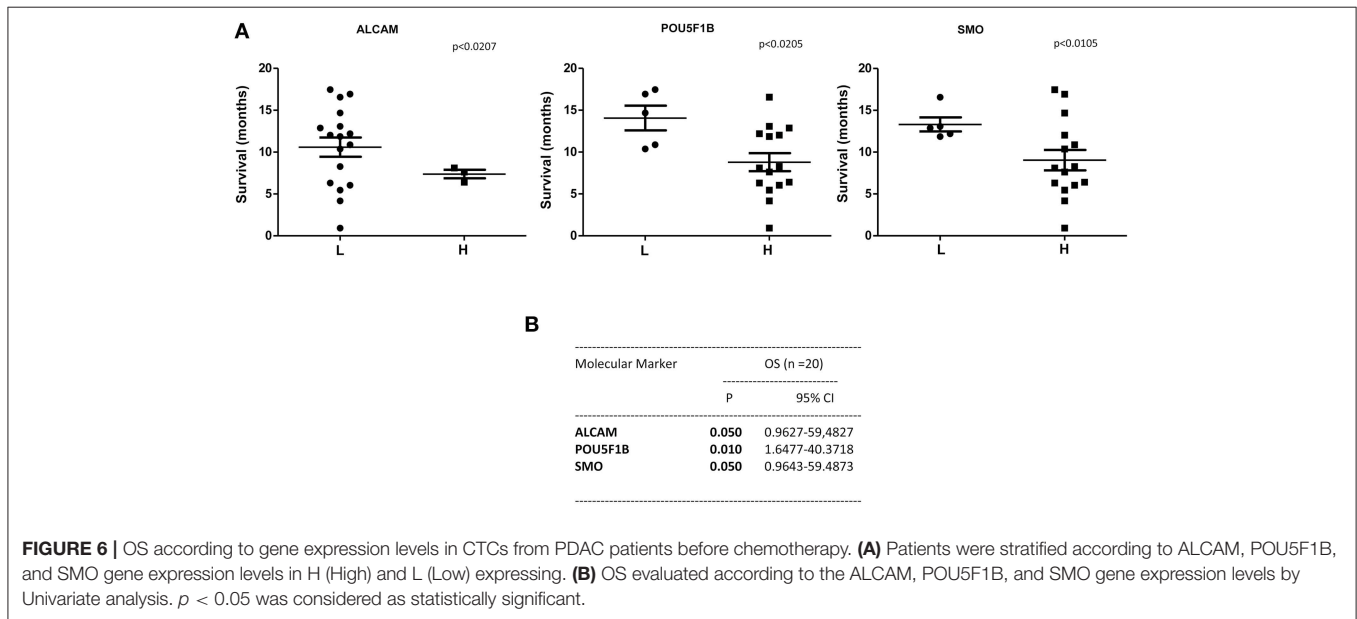 A
ALCAM
p<0.0207
Survival (months)
20
15
10
5
0
L
H
POU5F1B
p<0.0205
Survival (months)
20
15
10
5
0
L
H
SMO
p<0.0105
Survival (months)
20
15
10
5
0
L
H
B
Molecular Marker OS (n =20)
P 95% CI
ALCAM 0.050 0.9627-59,4827
POU5F1B 0.010 1.6477-40.3718
SMO 0.050 0.9643-59.4873
FIGURE 6 | OS according to gene expression levels in CTCs from PDAC patients before chemotherapy. (A) Patients were stratified according to ALCAM, POU5F1B,
and SMO gene expression levels in H (High) and L (Low) expressing. (B) OS evaluated according to the ALCAM, POU5F1B, and SMO gene expression levels by
Univariate analysis. p < 0.05 was considered as statistically significant.